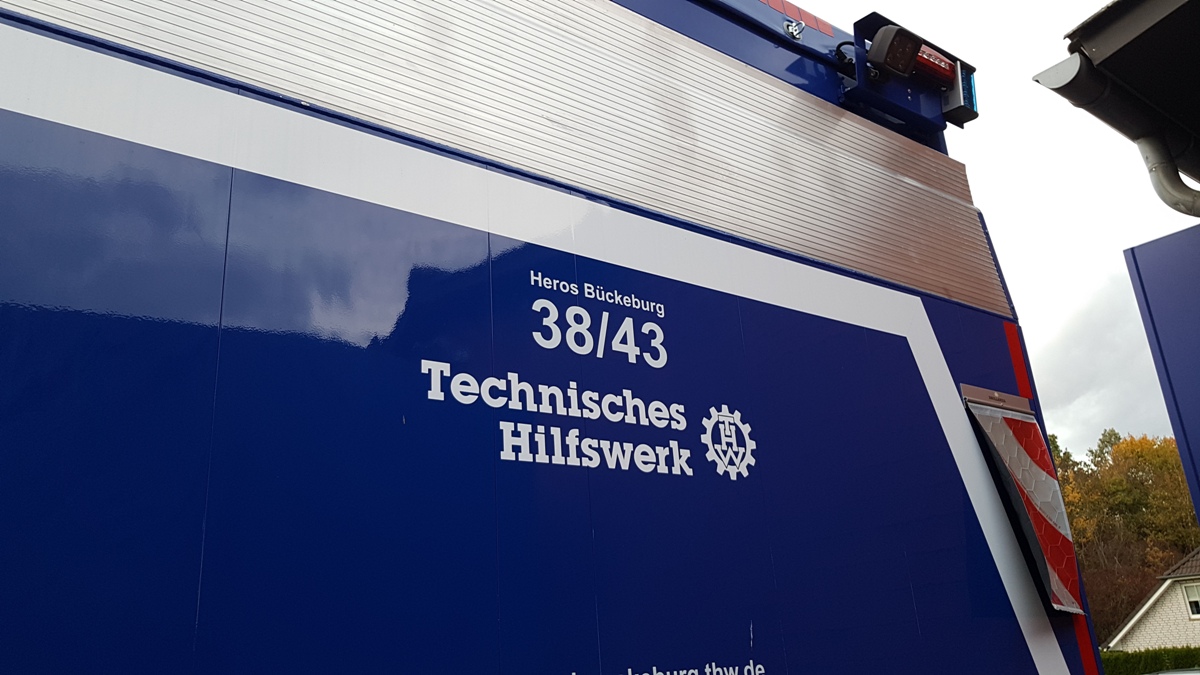 Heros Bückeburg
38/43
Technisches
Hilfswerk
THW